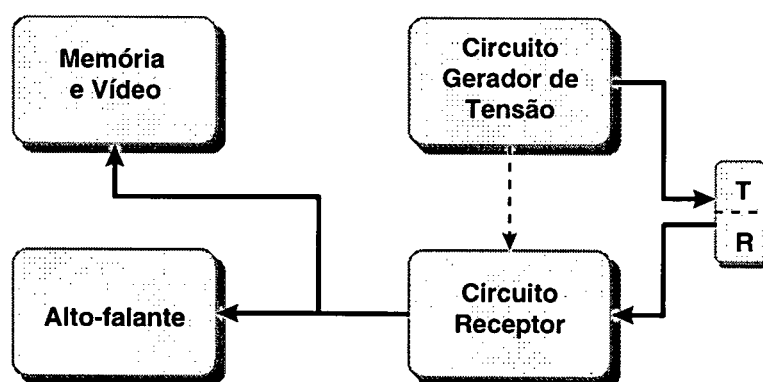 Memória
e Vídeo
Circuito
Gerador de
Tensão
T
R
Alto-falante
Circuito
Receptor